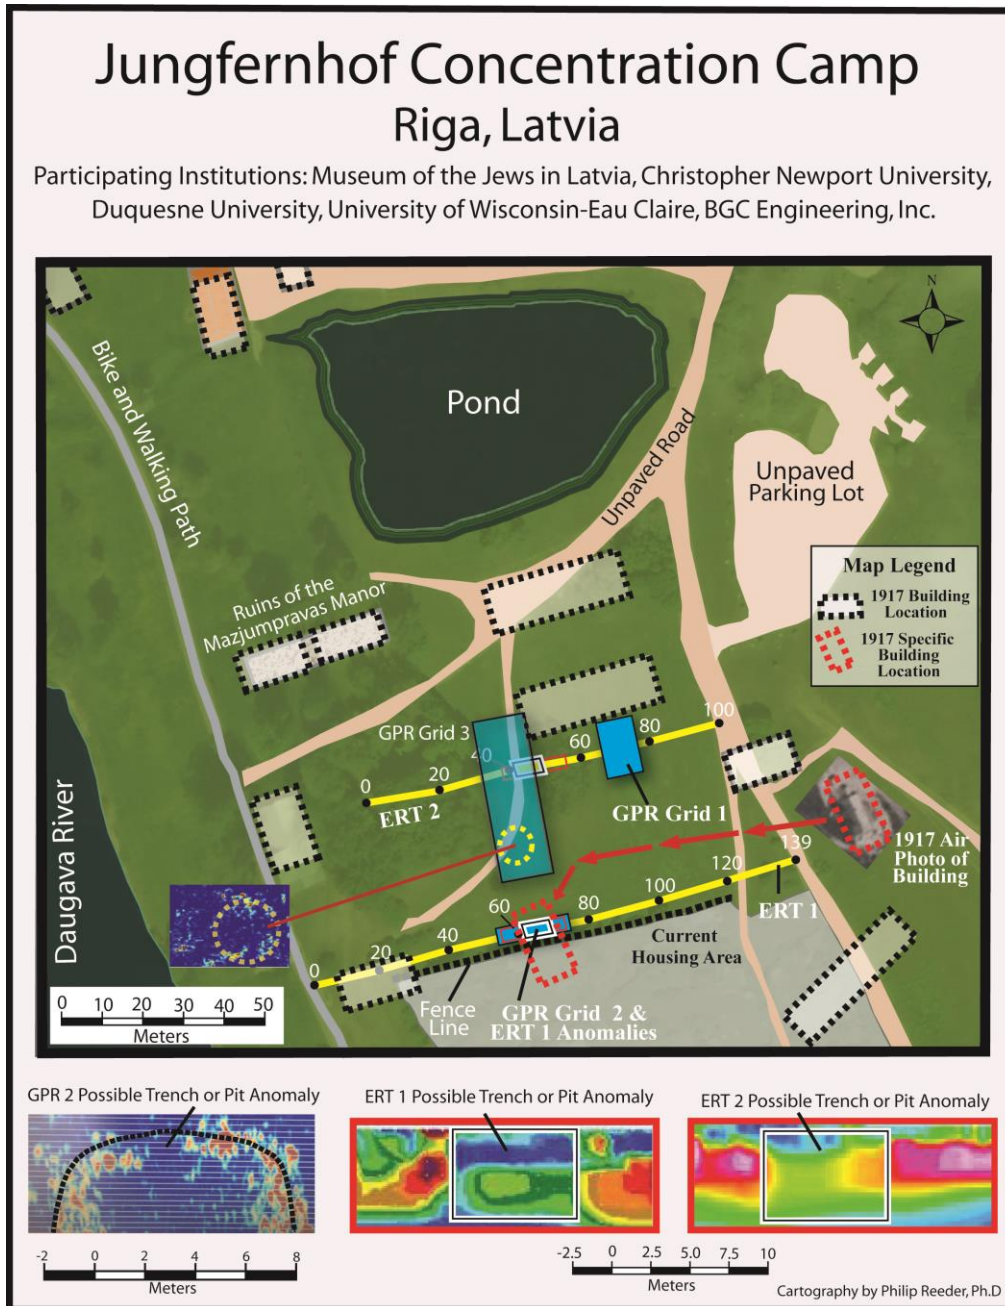 Jungfernhof Concentration Camp
Riga, Latvia
Participating Institutions: Museum of the Jews in Latvia, Christopher Newport University,
Duquesne University, University of Wisconsin-Eau Claire, BGC Engineering, Inc.
N
Bike and Walking Path
Pond
Unpaved Road
Unpaved
Parking Lot
Map Legend
1917 Building
Location
1917 Specific
Building
Location
Ruins of the
Mazjumpravas Manor
GPR Grid 3
0
20
40
60
80
100
ERT 2
GPR Grid 1
1917 Air
Photo of
Building
Daugava River
0
20
40
60
80
100
120
139
ERT 1
Current
Housing Area
Fence
Line
GPR Grid 2 &
ERT 1 Anomalies
0 10 20 30 40 50
Meters
GPR 2 Possible Trench or Pit Anomaly
ERT 1 Possible Trench or Pit Anomaly
ERT 2 Possible Trench or Pit Anomaly
-2 0 2 4 6 8
Meters
-2.5 0 2.5 5.0 7.5 10
Meters
Cartography by Philip Reeder, Ph.D